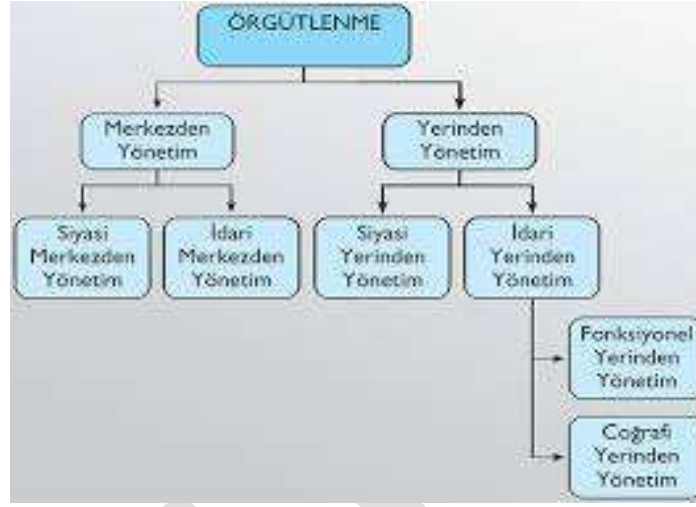 ÖRGÜTLENME
Merkezden
Yönetim
Yerinden
Yönetim
Siyasi
Merkezden
Yönetim
İdari
Merkezden
Yönetim
Siyasi
Yerinden
Yönetim
İdari
Yerinden
Yönetim
Fonksiyonel
Yerinden
Yönetim
Coğrafi
Yerinden
Yönetim